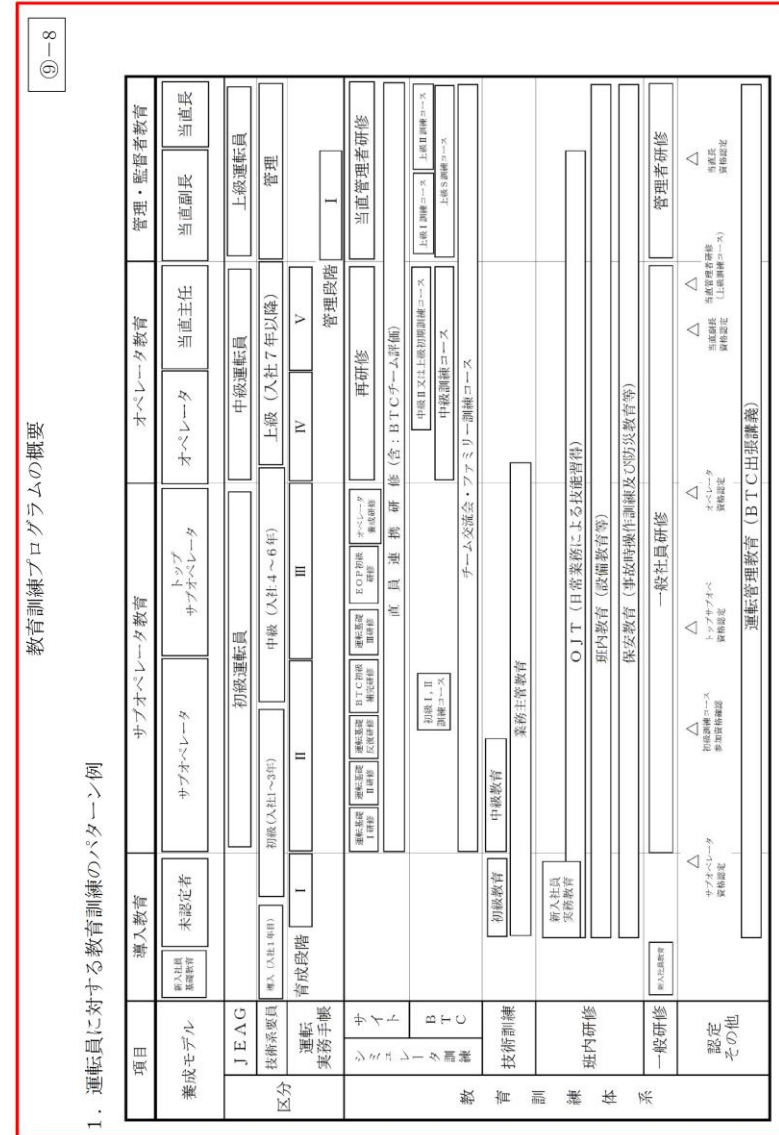 ⑨−8
教育訓練プログラムの概要
1．運転員に対する教育訓練のパターン例
項目
導入教育
サブオペレータ教育
オペレータ教育
管理・監督者教育
養成モデル
新入社員
基礎教育
未認定者
サブオペレータ
トップ
サブオペレータ
オペレータ
当直主任
当直副長
当直長
区分
ＪＥＡＧ
初級運転員
中級運転員
上級運転員
技術系要員
導入（入社1年目）
初級(入社1～3年)
中級（入社4～6年）
上級（入社７年以降）
管理
運転
実務手帳
育成段階
Ⅰ
Ⅱ
Ⅲ
Ⅳ
Ⅴ
管理段階
Ⅰ
教育訓練体系
シミュレータ訓練
サイト
運転基礎
Ⅰ研修
運転基礎
Ⅱ研修
運転基礎
反復研修
ＢＴＣ初級
補完研修
運転基礎
Ⅲ研修
ＥＯＰ初級
研修
オペレータ
養成研修
再研修
当直管理者研修
直員連携研修（含：ＢＴＣチーム評価）
ＢＴＣ
初級Ⅰ，Ⅱ
訓練コース
中級Ⅱ又は上級初期訓練コース
中級訓練コース
上級Ⅰ訓練コース
上級Ⅱ訓練コース
上級Ｓ訓練コース
チーム交流会・ファミリー訓練コース
技術訓練
初級教育
中級教育
業務主管教育
班内研修
新入社員
実務教育
ＯＪＴ（日常業務による技能習得）
班内教育（設備教育等）
保安教育（事故時操作訓練及び防災教育等）
一般研修
新入社員教育
一般社員研修
管理者研修
認定
その他
△
サブオペレータ
資格認定
△
初級訓練コース
参加資格確認
△
トップサブオペ
資格認定
△
オペレータ
資格認定
△
当直副長
資格認定
△
当直管理者研修
（上級訓練コース）
△
当直長
資格認定
運転管理教育（ＢＴＣ出張講義）